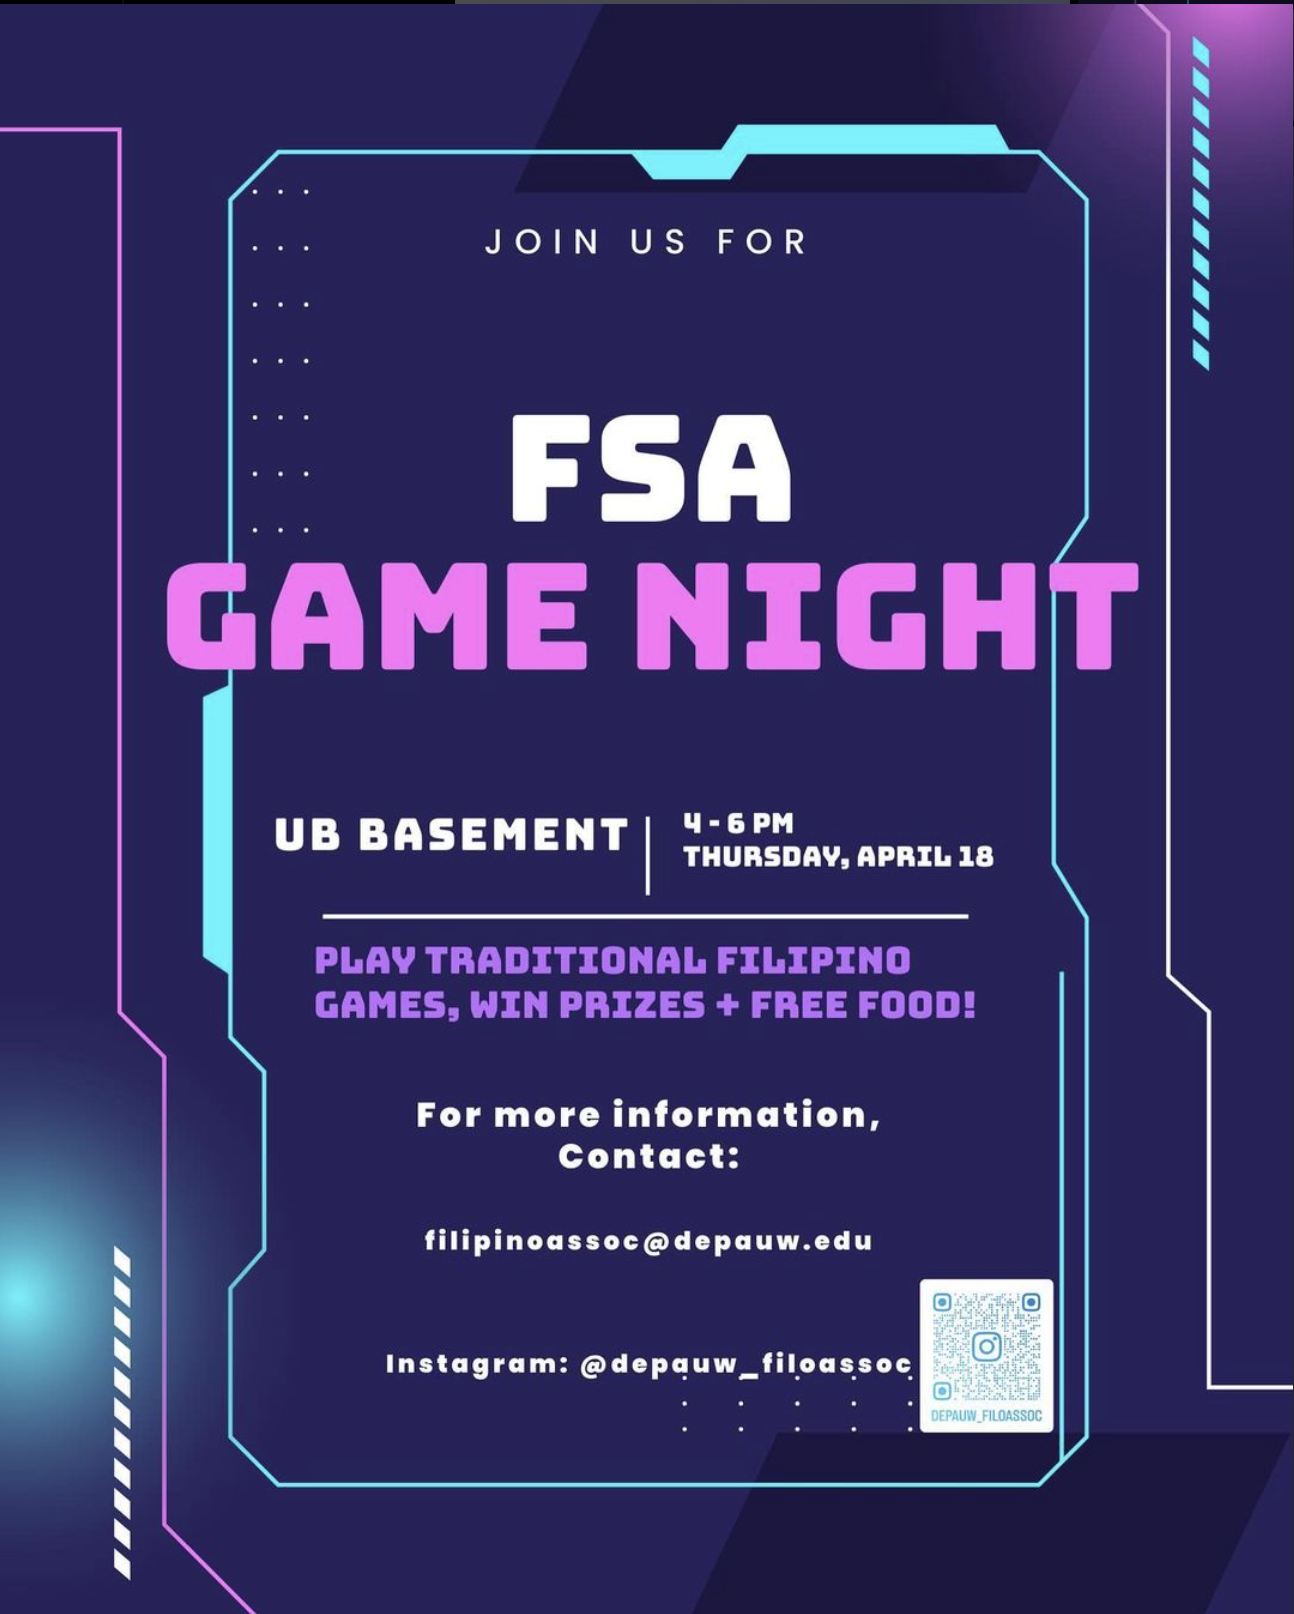 JOIN US FOR
FSA
GAME NIGHT
UB BASEMENT
4 - 6 PM
THURSDAY, APRIL 18
PLAY TRADITIONAL FILIPINO
GAMES, WIN PRIZES + FREE FOOD!
For more information,
Contact:
filipinoassoc@depauw.edu
Instagram: @depauw_filoassoc
DEPAUW_FILOASSOC